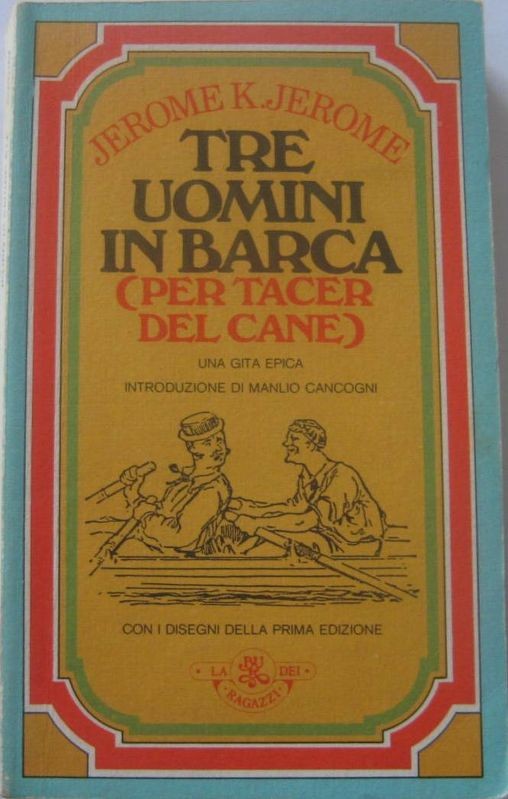 JEROME K. JEROME
TRE
UOMINI
IN BARCA
(PER TACER
DEL CANE)
UNA GITA EPICA
INTRODUZIONE DI MANLIO CANCOGNI
CON I DISEGNI DELLA PRIMA EDIZIONE
• LA BUR DEI •
RAGAZZI